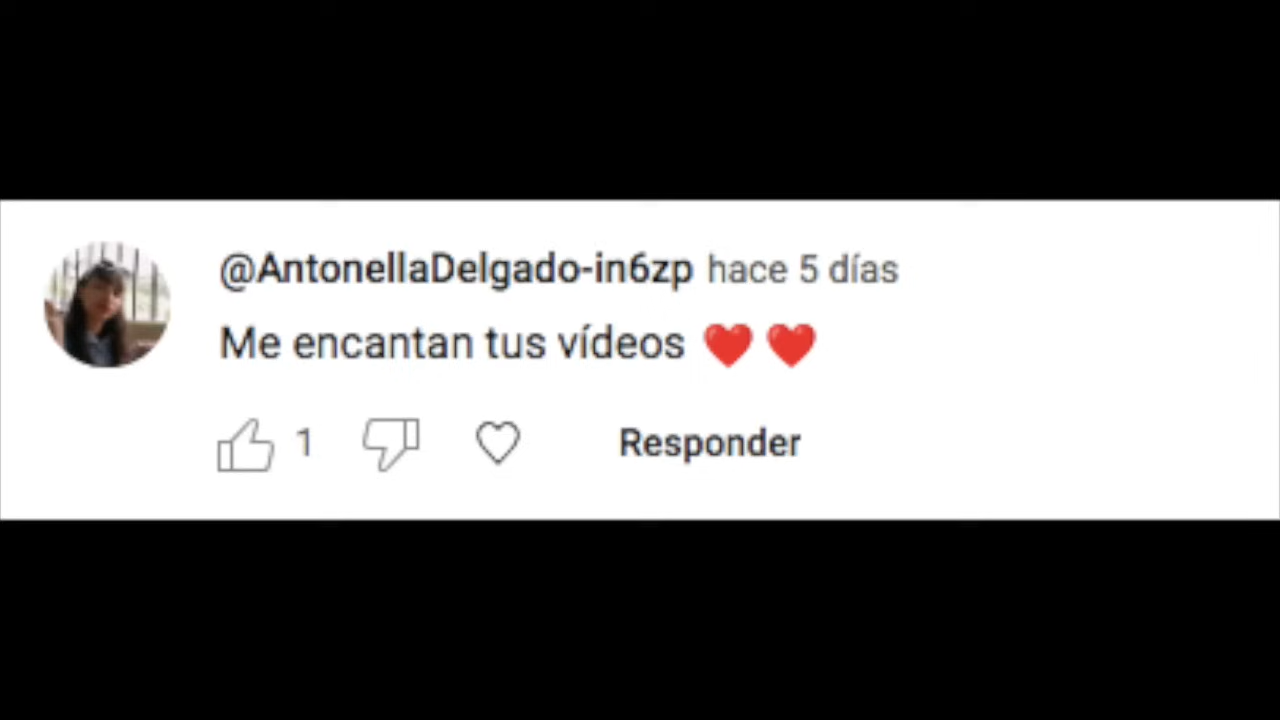 @AntonellaDelgado-in6zp hace 5 días
Me encantan tus vídeos ❤️ ❤️
1 Responder